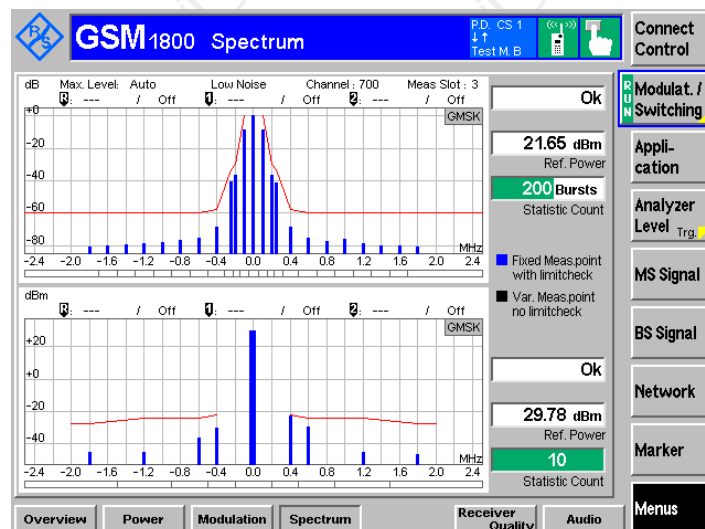 R&S
GSM 1800 Spectrum
P.D. CS 1
Test M. B
Connect
Control
dB Max. Level: Auto Low Noise Channel : 700 Meas Slot : 3
R: --- / Off 1: --- / Off 2: --- / Off
GMSK
+0
-20
-40
-60
-80
MHz
-2.4 -2.0 -1.6 -1.2 -0.8 -0.4 0.0 0.4 0.8 1.2 1.6 2.0 2.4
Ok
21.65 dBm
Ref. Power
200 Bursts
Statistic Count
Fixed Meas.point
with limitcheck
Var. Meas.point
no limitcheck
dBm
R: --- / Off 1: --- / Off 2: --- / Off
GMSK
+20
+0
-20
-40
MHz
-2.4 -2.0 -1.6 -1.2 -0.8 -0.4 0.0 0.4 0.8 1.2 1.6 2.0 2.4
Ok
29.78 dBm
Ref. Power
10
Statistic Count
RUN
Modulat. /
Switching
Appli-
cation
Analyzer
Level Trg.
MS Signal
BS Signal
Network
Marker
Menus
Overview Power Modulation Spectrum Receiver
Quality Audio